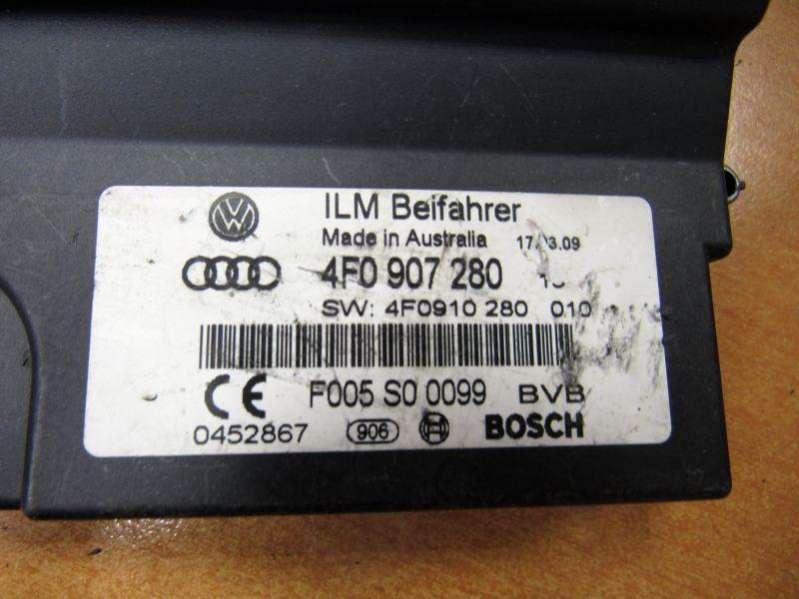 ILM Beifahrer
Made in Australia
4F0 907 280
SW: 4F0910 280 010
F005 S0 0099 BVB
0452867 906 BOSCH